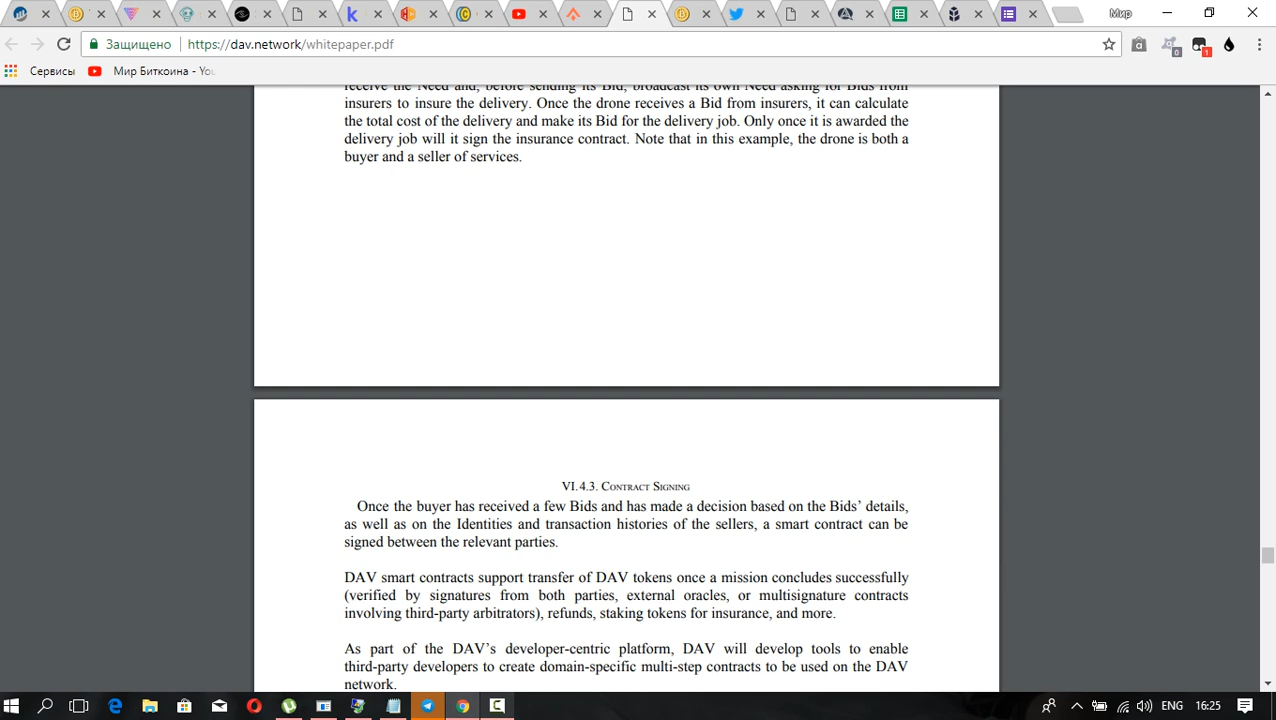 Мир
Защищено
https://dav.network/whitepaper.pdf
0
1
Сервисы
Мир Биткоина - You
receive the Need and, before sending its Bid, broadcast its own Need asking for Bids from
insurers to insure the delivery. Once the drone receives a Bid from insurers, it can calculate
the total cost of the delivery and make its Bid for the delivery job. Only once it is awarded the
delivery job will it sign the insurance contract. Note that in this example, the drone is both a
buyer and a seller of services.
VI.4.3. Contract Signing
Once the buyer has received a few Bids and has made a decision based on the Bids’ details,
as well as on the Identities and transaction histories of the sellers, a smart contract can be
signed between the relevant parties.
DAV smart contracts support transfer of DAV tokens once a mission concludes successfully
(verified by signatures from both parties, external oracles, or multisignature contracts
involving third-party arbitrators), refunds, staking tokens for insurance, and more.
As part of the DAV’s developer-centric platform, DAV will develop tools to enable
third-party developers to create domain-specific multi-step contracts to be used on the DAV
network.
ENG
16:25